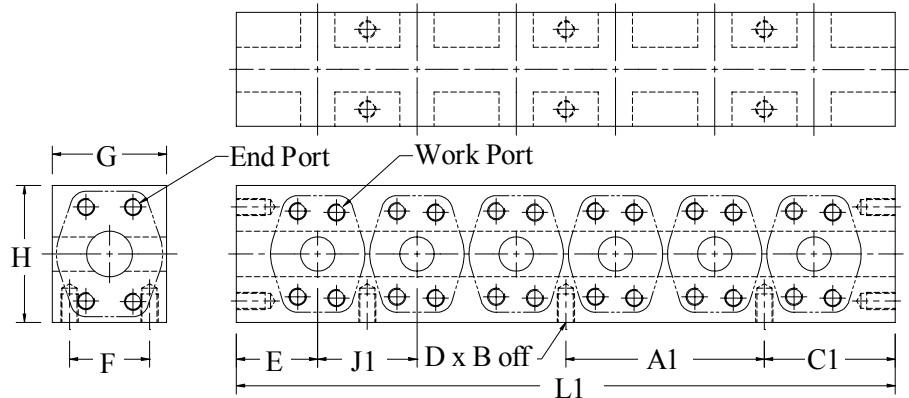 G
End Port
Work Port
H
F
E
J1
D x B off
A1
C1
L1